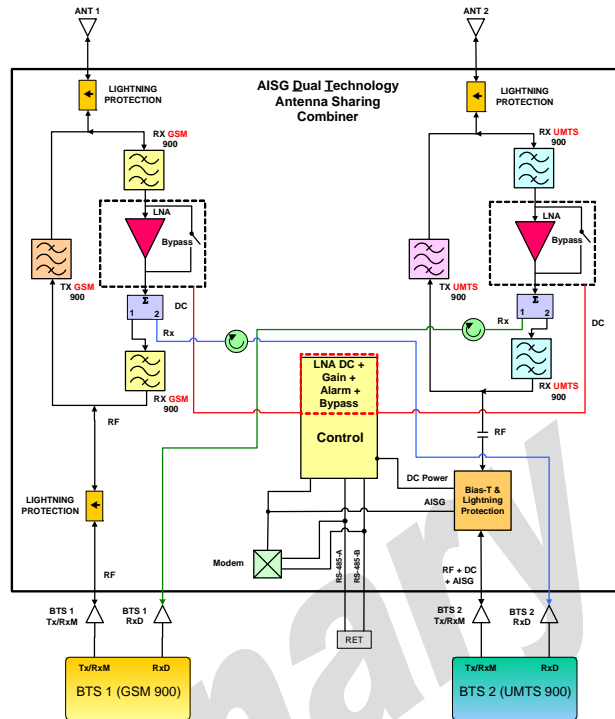 ANT 1
ANT 2
AISG Dual Technology
Antenna Sharing
Combiner
LIGHTNING
PROTECTION
LIGHTNING
PROTECTION
RX GSM
900
RX UMTS
900
LNA
Bypass
LNA
Bypass
TX GSM
900
TX UMTS
900
Σ
1 2
DC
Rx
Rx
Σ
1 2
DC
RX GSM
900
RX UMTS
900
LNA DC +
Gain +
Alarm +
Bypass
Control
RF
RF
DC Power
AISG
Bias-T &
Lightning
Protection
LIGHTNING
PROTECTION
Modem
RS-485-A
RS-485-B
RF
RF + DC
+ AISG
BTS 1
Tx/RxM
BTS 1
RxD
RET
BTS 2
Tx/RxM
BTS 2
RxD
Tx/RxM
RxD
BTS 1 (GSM 900)
Tx/RxM
RxD
BTS 2 (UMTS 900)
nary